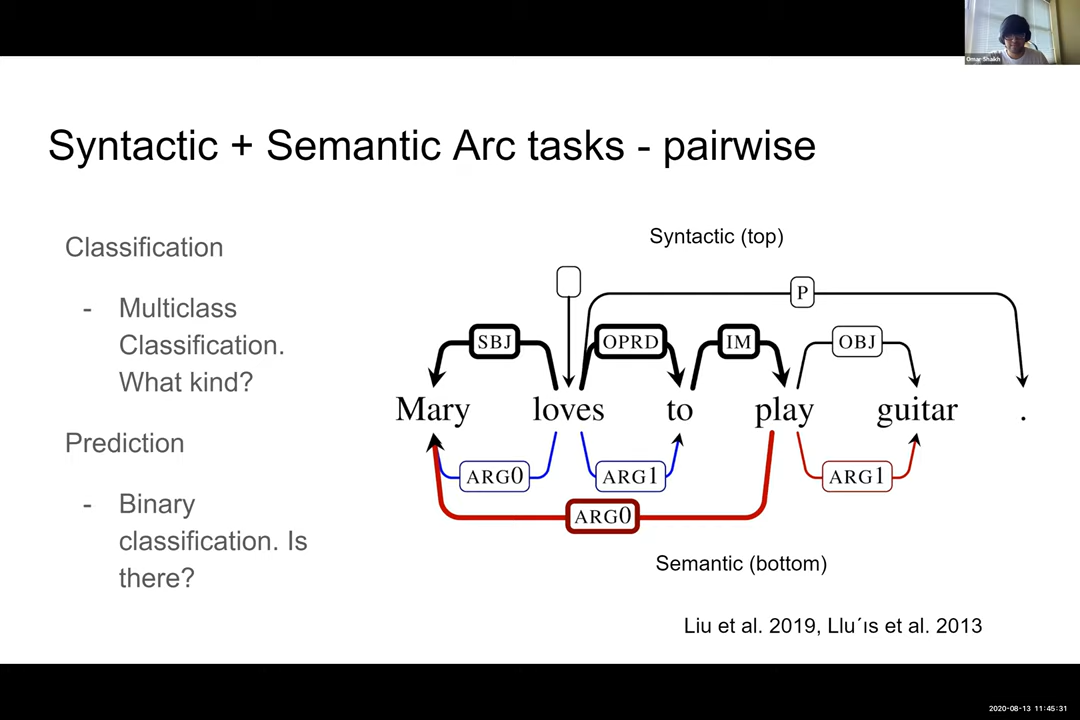 Omar Shaikh
Syntactic + Semantic Arc tasks - pairwise
Classification
- Multiclass
Classification.
What kind?
Prediction
- Binary
classification. Is
there?
Syntactic (top)
P
SBJ OPRD IM OBJ
Mary loves to play guitar .
ARG0 ARG1 ARG1
ARG0
Semantic (bottom)
Liu et al. 2019, Llu´ıs et al. 2013
2020-08-13 11:45:31